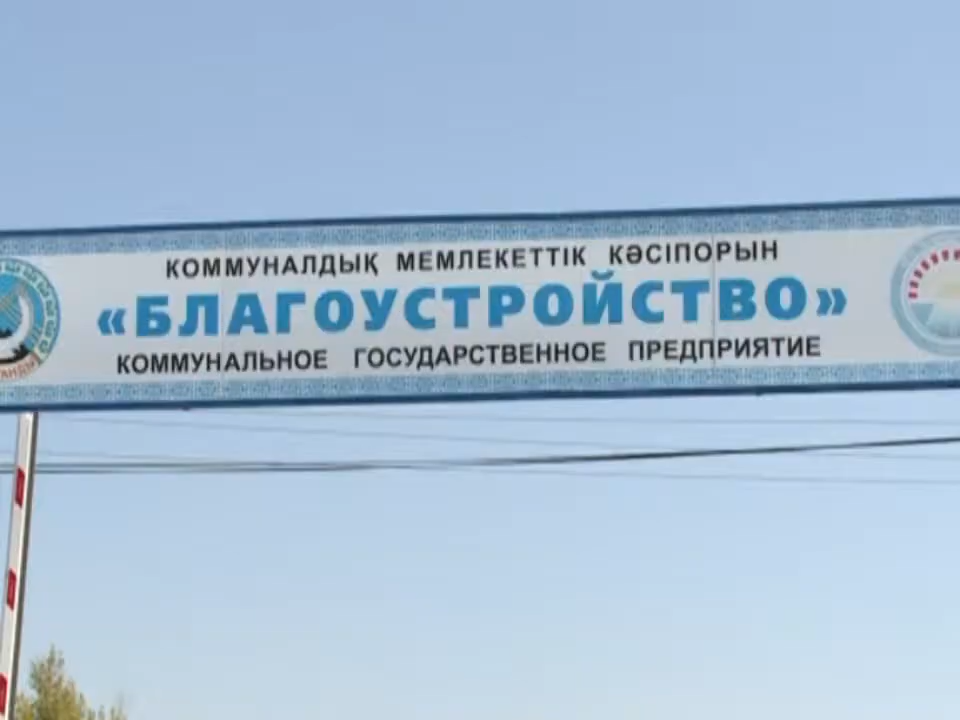 КОММУНАЛДЫҚ МЕМЛЕКЕТТІК КӘСІПОРЫН
«БЛАГОУСТРОЙСТВО»
КОММУНАЛЬНОЕ ГОСУДАРСТВЕННОЕ ПРЕДПРИЯТИЕ